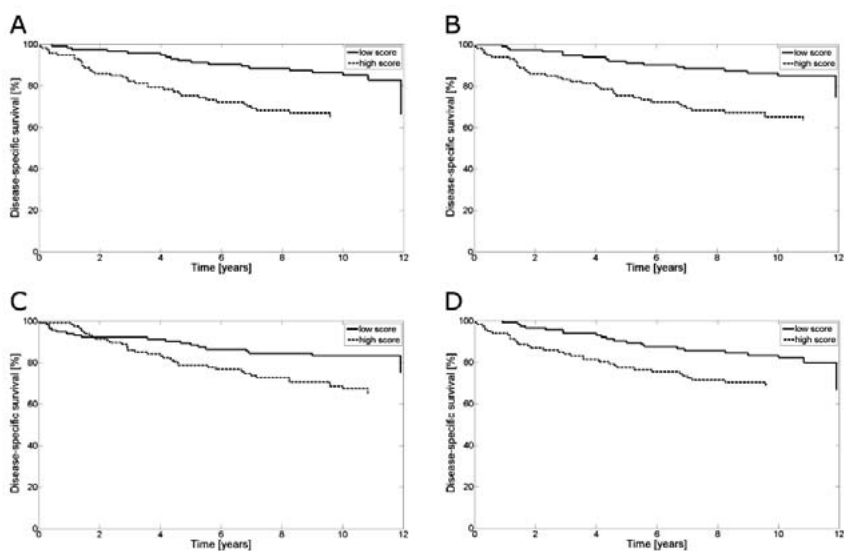 A
Disease-specific survival [%]
100
80
60
40
20
0
low score
high score
0 2 4 6 8 10 12
Time [years]
B
Disease-specific survival [%]
100
80
60
40
20
0
low score
high score
0 2 4 6 8 10 12
Time [years]
C
Disease-specific survival [%]
100
80
60
40
20
0
low score
high score
0 2 4 6 8 10 12
Time [years]
D
Disease-specific survival [%]
100
80
60
40
20
0
low score
high score
0 2 4 6 8 10 12
Time [years]